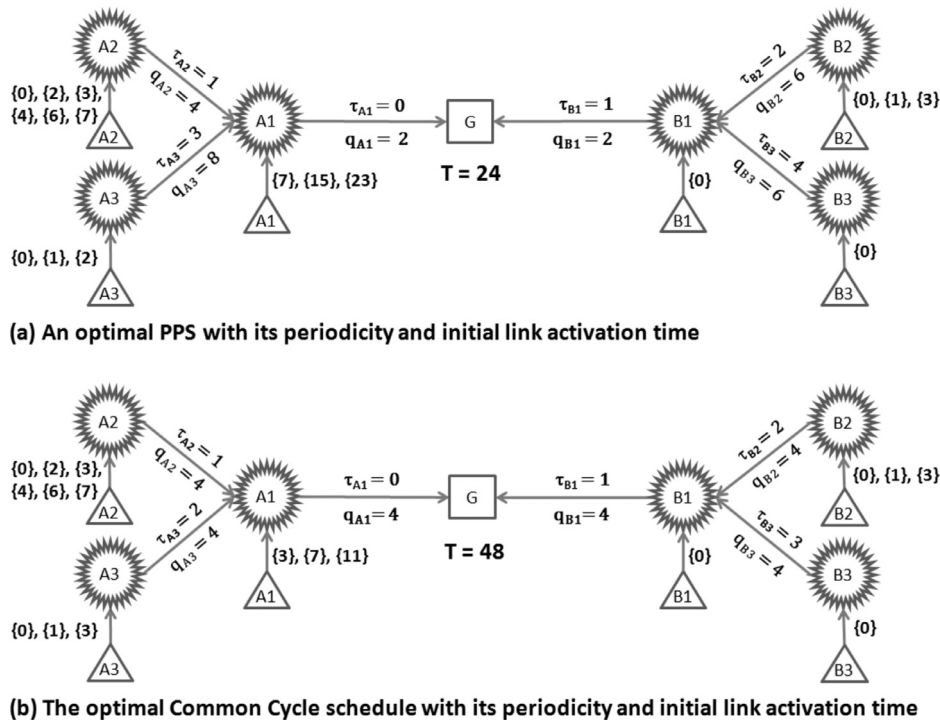 A2
τA2 = 1
qA2 = 4
{0}, {2}, {3},
{4}, {6}, {7}
A2
A3
τA3 = 3
qA3 = 8
{0}, {1}, {2}
A3
A1
{7}, {15}, {23}
A1
τA1 = 0
qA1 = 2
G
T = 24
τB1 = 1
qB1 = 2
B1
{0}
B1
τB2 = 2
qB2 = 6
B2
{0}, {1}, {3}
B2
τB3 = 4
qB3 = 6
B3
{0}
B3
(a) An optimal PPS with its periodicity and initial link activation time
A2
τA2 = 1
qA2 = 4
{0}, {2}, {3},
{4}, {6}, {7}
A2
A3
τA3 = 2
qA3 = 4
{0}, {1}, {3}
A3
A1
{3}, {7}, {11}
A1
τA1 = 0
qA1 = 4
G
T = 48
τB1 = 1
qB1 = 4
B1
{0}
B1
τB2 = 2
qB2 = 4
B2
{0}, {1}, {3}
B2
τB3 = 3
qB3 = 4
B3
{0}
B3
(b) The optimal Common Cycle schedule with its periodicity and initial link activation time